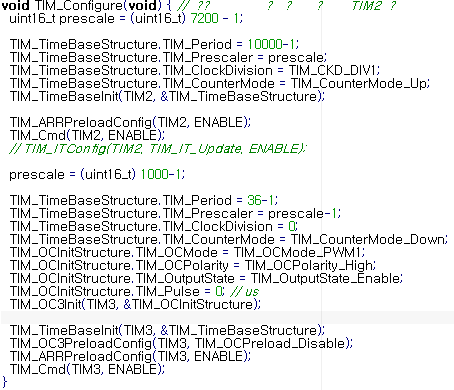 void TIM_Configure(void) { // ?? ? ? ? TIM2 ?
uint16_t prescale = (uint16_t) 7200 - 1;
TIM_TimeBaseStructure.TIM_Period = 10000-1;
TIM_TimeBaseStructure.TIM_Prescaler = prescale;
TIM_TimeBaseStructure.TIM_ClockDivision = TIM_CKD_DIV1;
TIM_TimeBaseStructure.TIM_CounterMode = TIM_CounterMode_Up;
TIM_TimeBaseInit(TIM2, &TIM_TimeBaseStructure);
TIM_ARRPreloadConfig(TIM2, ENABLE);
TIM_Cmd(TIM2, ENABLE);
// TIM_ITConfig(TIM2, TIM_IT_Update, ENABLE);
prescale = (uint16_t) 1000-1;
TIM_TimeBaseStructure.TIM_Period = 36-1;
TIM_TimeBaseStructure.TIM_Prescaler = prescale-1;
TIM_TimeBaseStructure.TIM_ClockDivision = 0;
TIM_TimeBaseStructure.TIM_CounterMode = TIM_CounterMode_Down;
TIM_OCInitStructure.TIM_OCMode = TIM_OCMode_PWM1;
TIM_OCInitStructure.TIM_OCPolarity = TIM_OCPolarity_High;
TIM_OCInitStructure.TIM_OutputState = TIM_OutputState_Enable;
TIM_OCInitStructure.TIM_Pulse = 0; // us
TIM_OC3Init(TIM3, &TIM_OCInitStructure);
TIM_TimeBaseInit(TIM3, &TIM_TimeBaseStructure);
TIM_OC3PreloadConfig(TIM3, TIM_OCPreload_Disable);
TIM_ARRPreloadConfig(TIM3, ENABLE);
TIM_Cmd(TIM3, ENABLE);
}